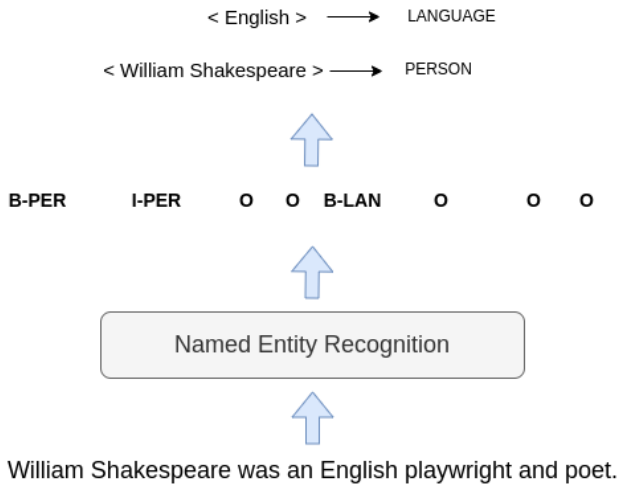 < English > LANGUAGE
< William Shakespeare > PERSON
B-PER I-PER O O B-LAN O O O
Named Entity Recognition
William Shakespeare was an English playwright and poet.